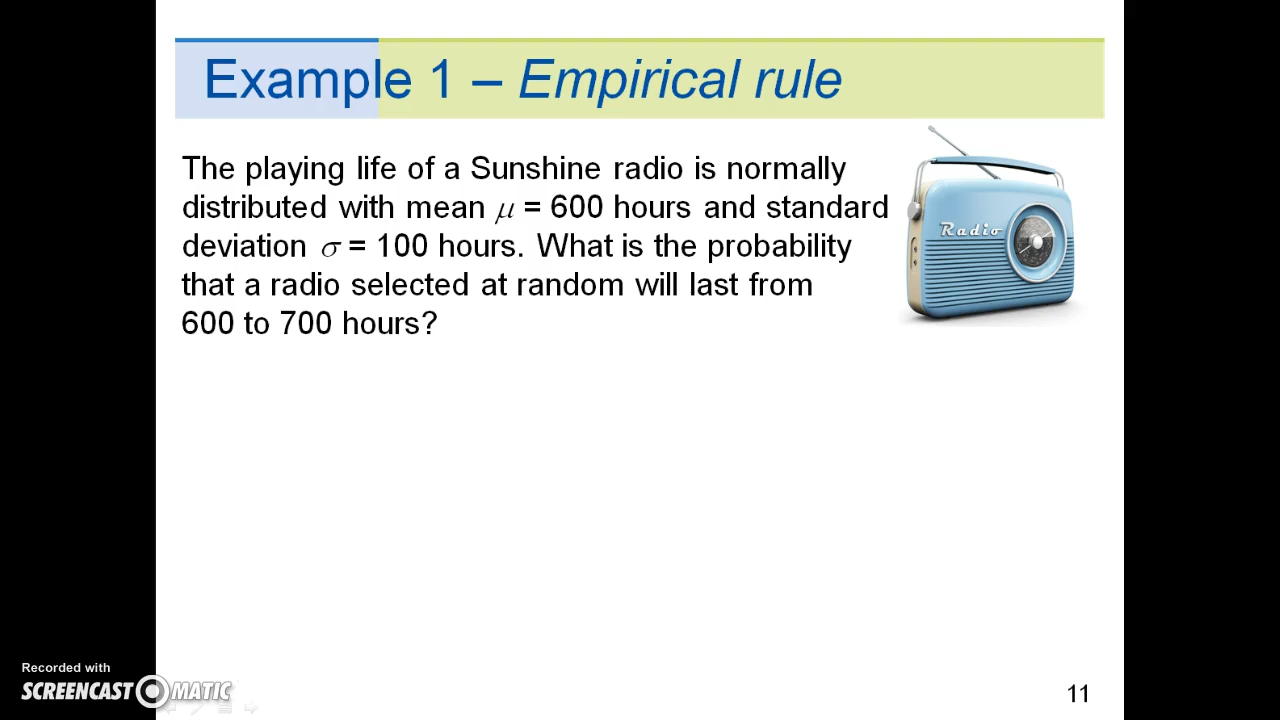 Example 1 – Empirical rule
The playing life of a Sunshine radio is normally
distributed with mean μ = 600 hours and standard
deviation σ = 100 hours. What is the probability
that a radio selected at random will last from
600 to 700 hours?
Radio
Recorded with
SCREENCAST MATIC
11